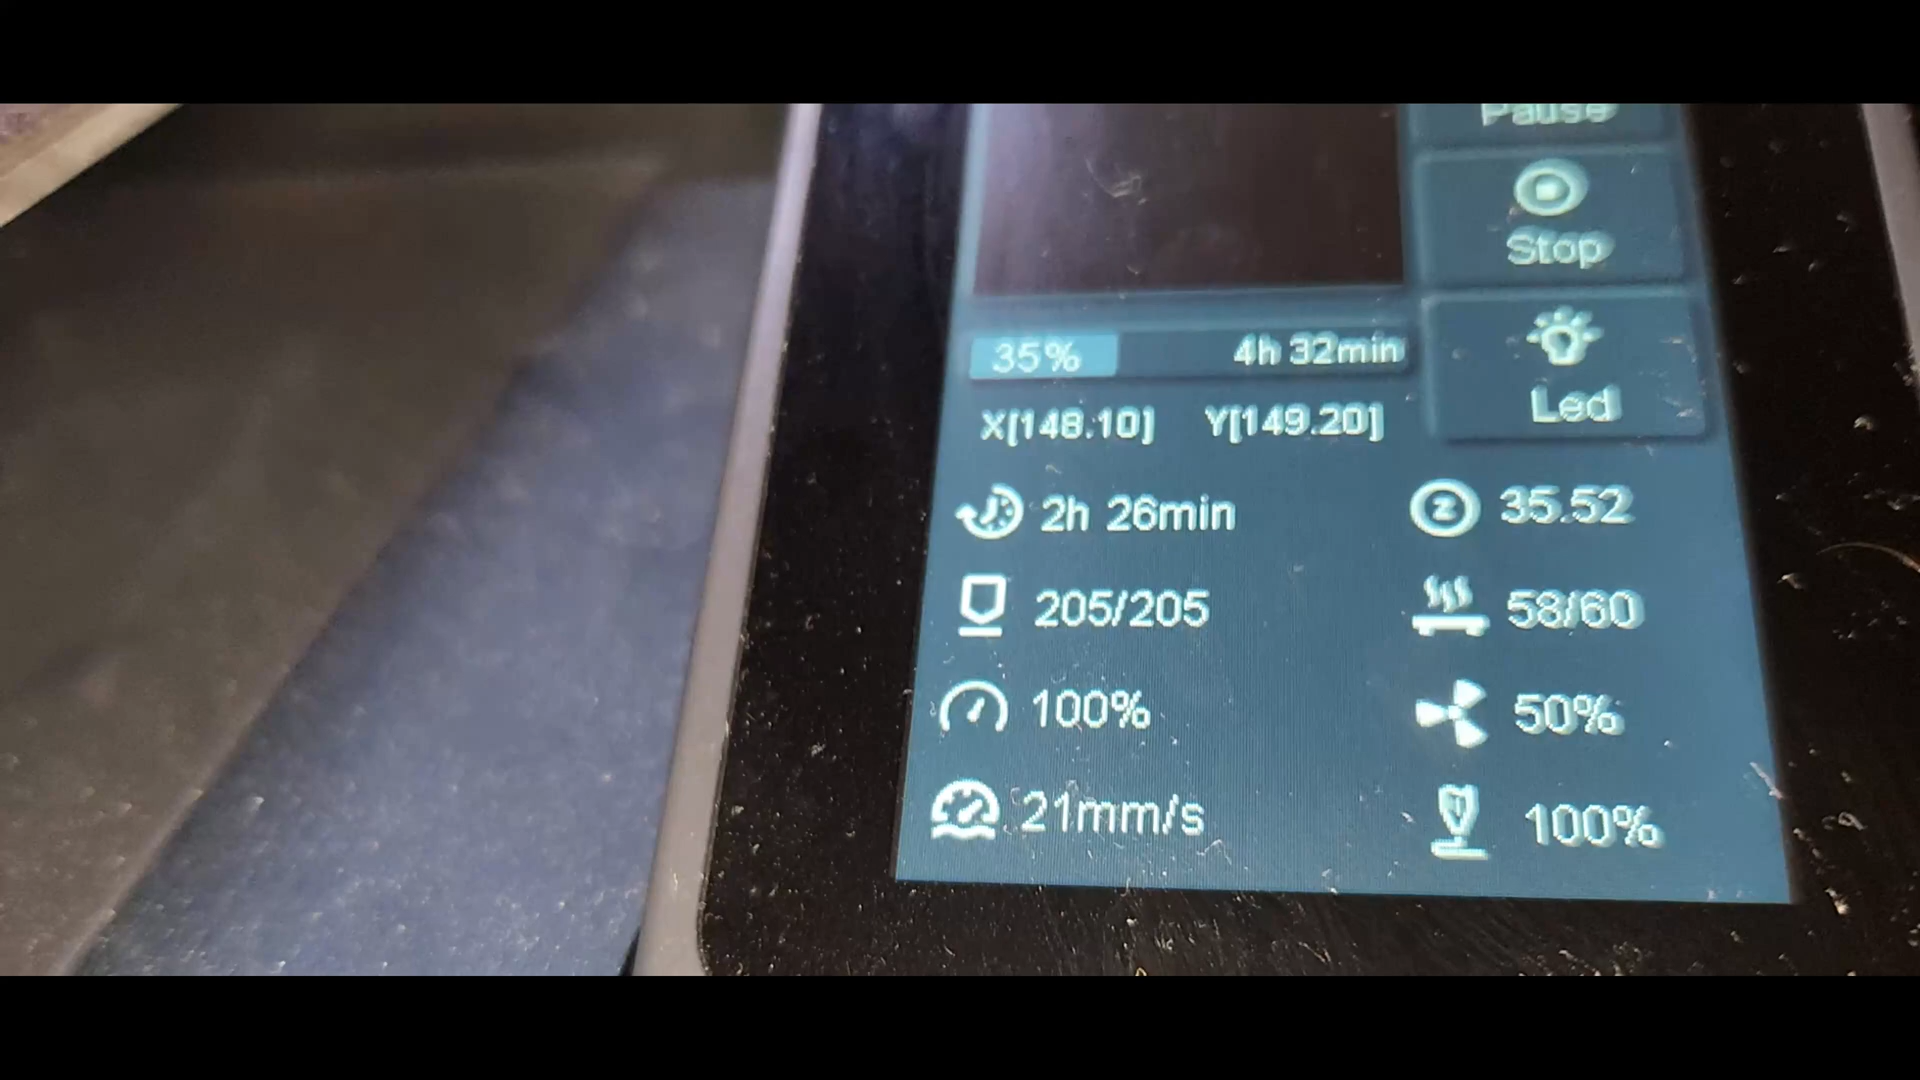 Pause
Stop
35% 4h 32min
Led
X[148.10] Y[149.20]
2h 26min
Z 35.52
205/205
58/60
100%
50%
21mm/s
100%